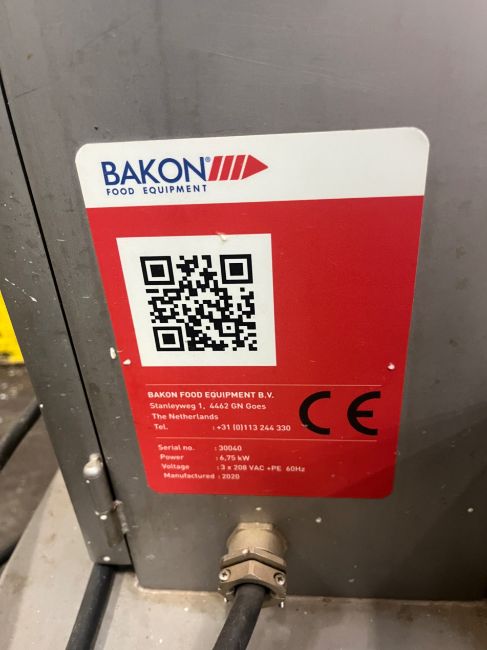 BAKON®
FOOD EQUIPMENT
BAKON FOOD EQUIPMENT B.V.
Stanleyweg 1, 4462 GN Goes
The Netherlands
Tel. : +31 (0)113 244 330
CE
Serial no. : 30040
Power : 6,75 kW
Voltage : 3 x 208 VAC +PE 60Hz
Manufactured : 2020